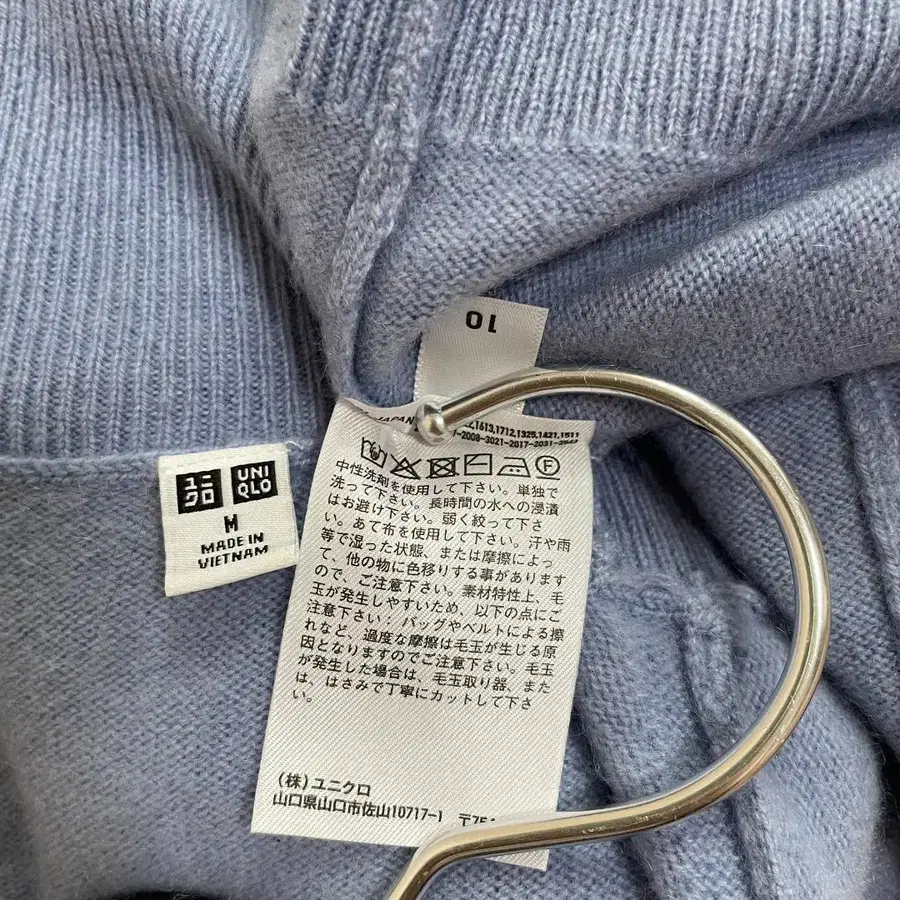 10
JAPAN
,1613,1712,1325,1421,1511
-2008-3021-2017-2031-
中性洗剤を使用して下さい。単独で
洗って下さい。長時間の水への浸漬
はお避け下さい。弱く絞って下さ
い。あて布を使用して下さい。汗や雨
等で湿った状態、または摩擦によっ
て、他の物に色移りする事があります
ので、ご注意下さい。素材特性上、毛
玉が発生しやすいため、以下の点にご
注意下さい：バッグやベルトによる擦
れなど、過度な摩擦は毛玉が生じる原
因となりますのでご注意下さい。毛玉
が発生した場合は、毛玉取り器、また
は、はさみで丁寧にカットして下さ
い。
(株)ユニクロ
山口県山口市佐山10717-1 〒754
ユニ
クロ
UNI
QLO
M
MADE IN
VIETNAM
F